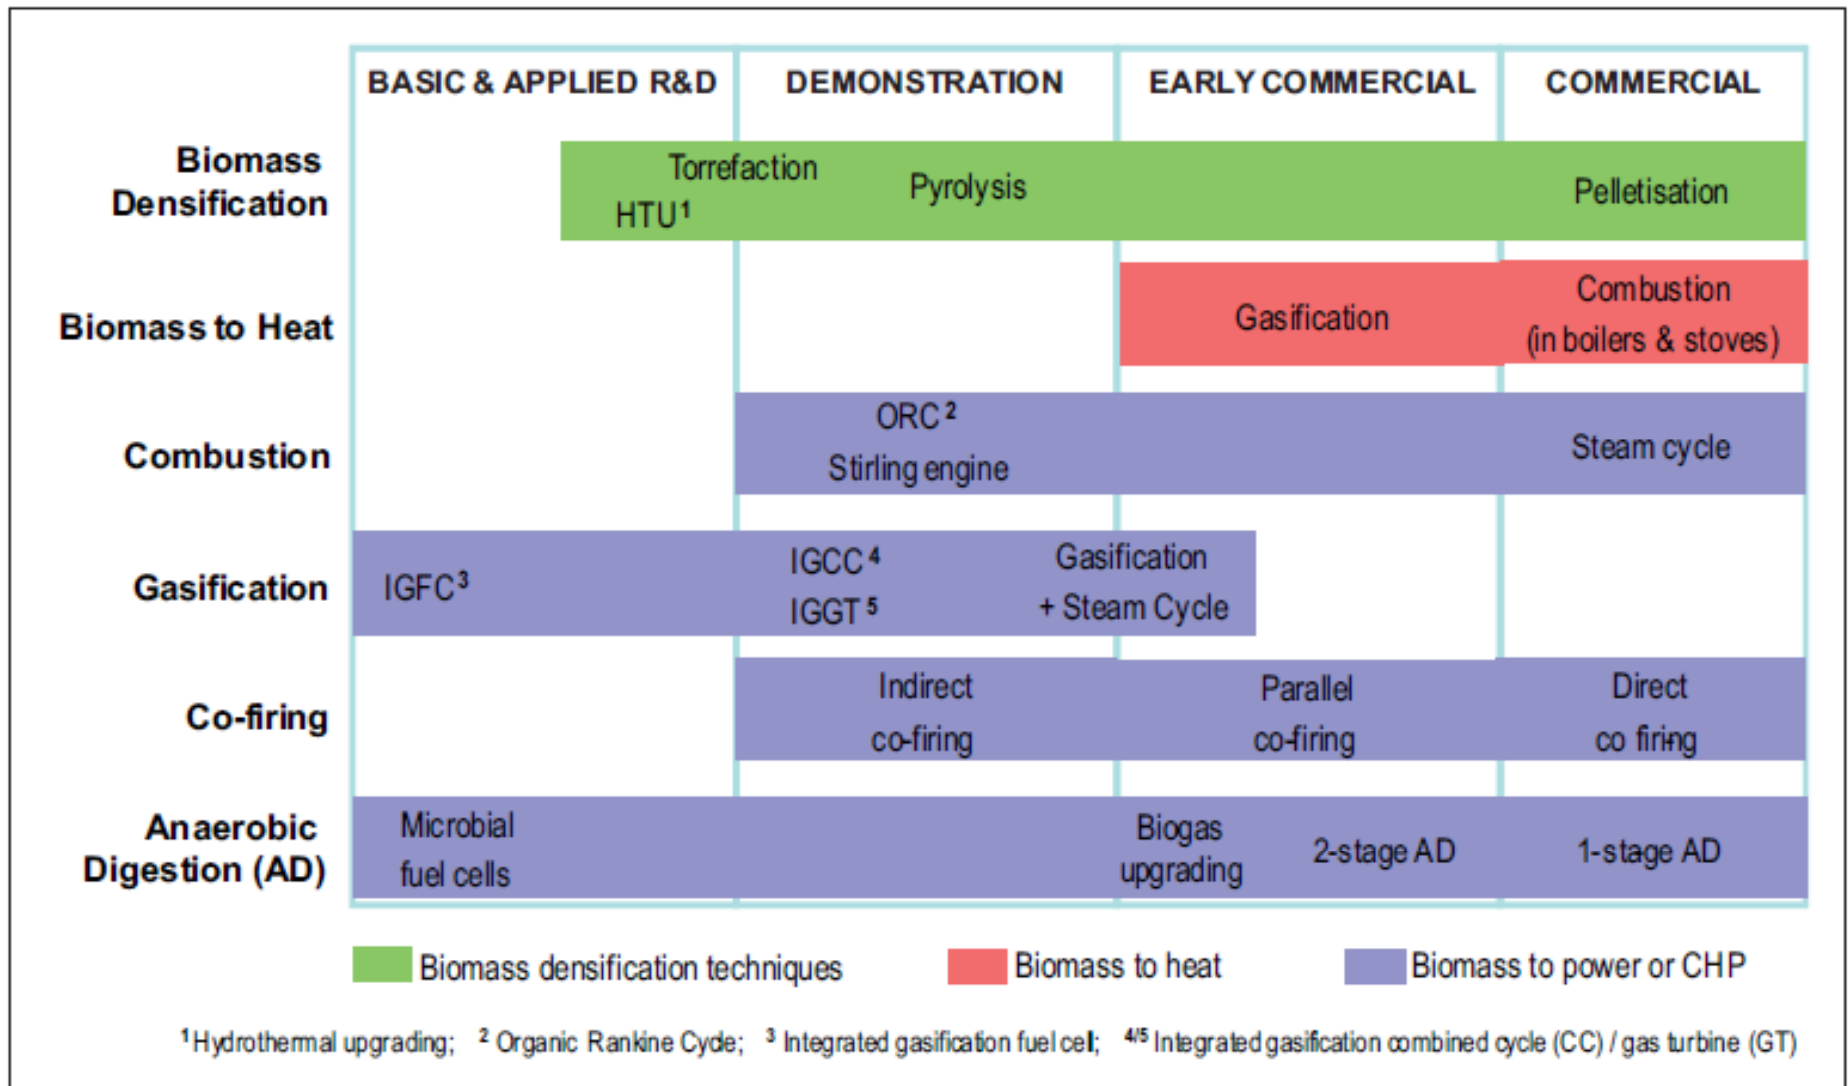 BASIC & APPLIED R&D DEMONSTRATION EARLY COMMERCIAL COMMERCIAL
Biomass
Densification
Torrefaction
HTU¹
Pyrolysis
Pelletisation
Biomass to Heat
Gasification
Combustion
(in boilers & stoves)
Combustion
ORC²
Stirling engine
Steam cycle
Gasification
IGFC³
IGCC⁴
IGGT⁵
Gasification
+ Steam Cycle
Co-firing
Indirect
co-firing
Parallel
co-firing
Direct
co firing
Anaerobic
Digestion (AD)
Microbial
fuel cells
Biogas
upgrading
2-stage AD
1-stage AD
Biomass densification techniques Biomass to heat Biomass to power or CHP
¹ Hydrothermal upgrading; ² Organic Rankine Cycle; ³ Integrated gasification fuel cell; ⁴/⁵ Integrated gasification combined cycle (CC) / gas turbine (GT)